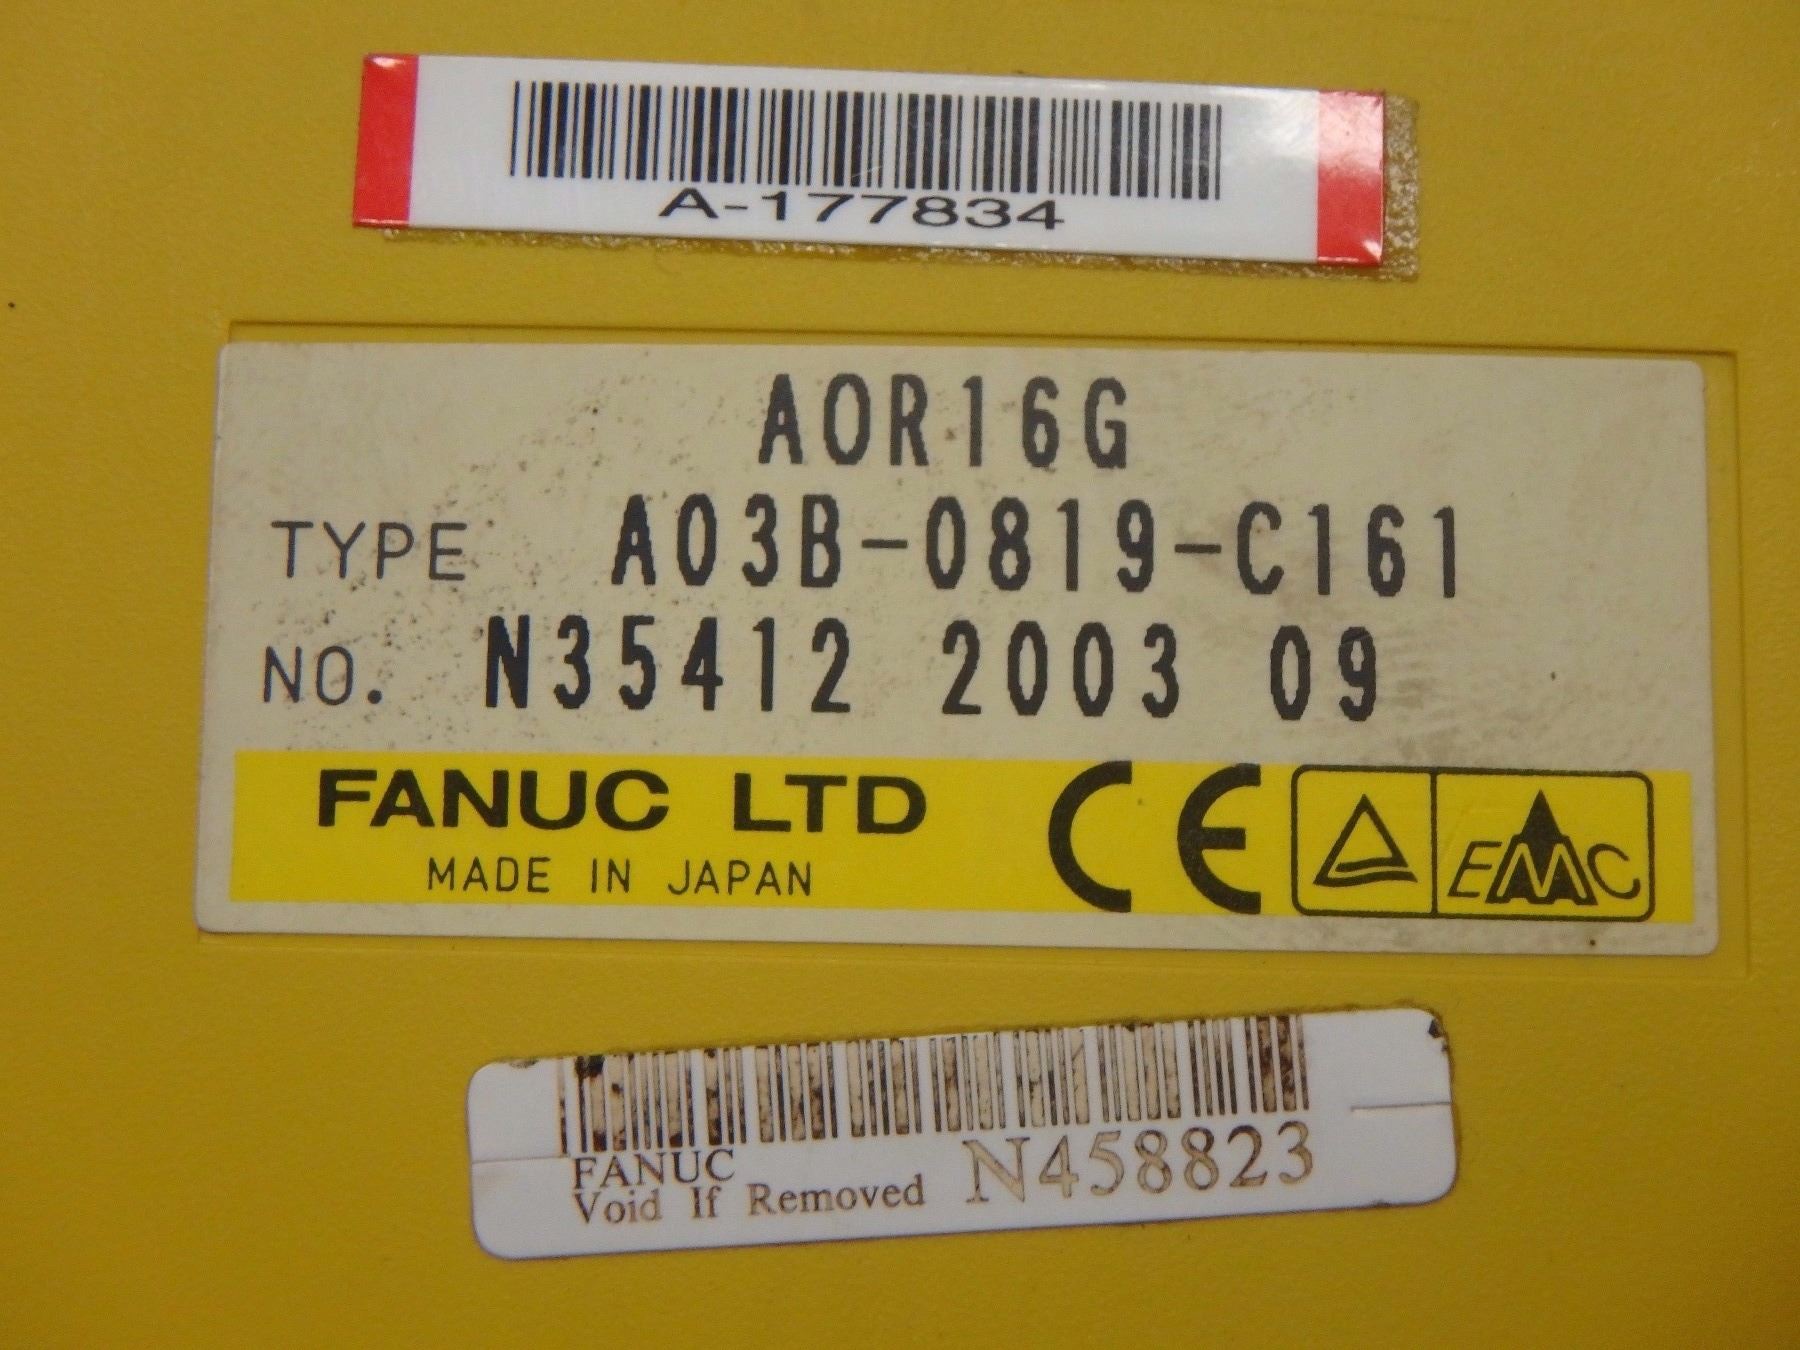 A-177834
AOR16G
TYPE A03B-0819-C161
NO. N35412 2003 09
FANUC LTD
MADE IN JAPAN
CE
EMC
FANUC
Void If Removed N458823